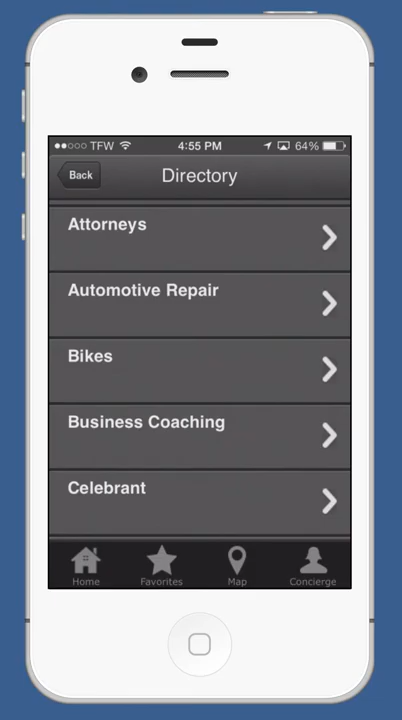 TFW 4:55 PM 64%
Back Directory
Attorneys
Automotive Repair
Bikes
Business Coaching
Celebrant
Home Favorites Map Concierge